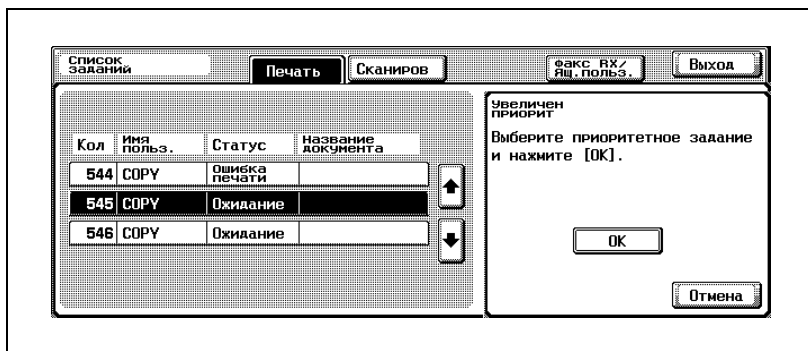 Список
заданий
Печать
Сканиров
Факс RX/
Ящ.польз.
Выход
Кол
Имя
польз.
Статус
Название
документа
544 COPY Ошибка
печати
545 COPY Ожидание
546 COPY Ожидание
Увеличен
приорит
Выберите приоритетное задание
и нажмите [OK].
OK
Отмена